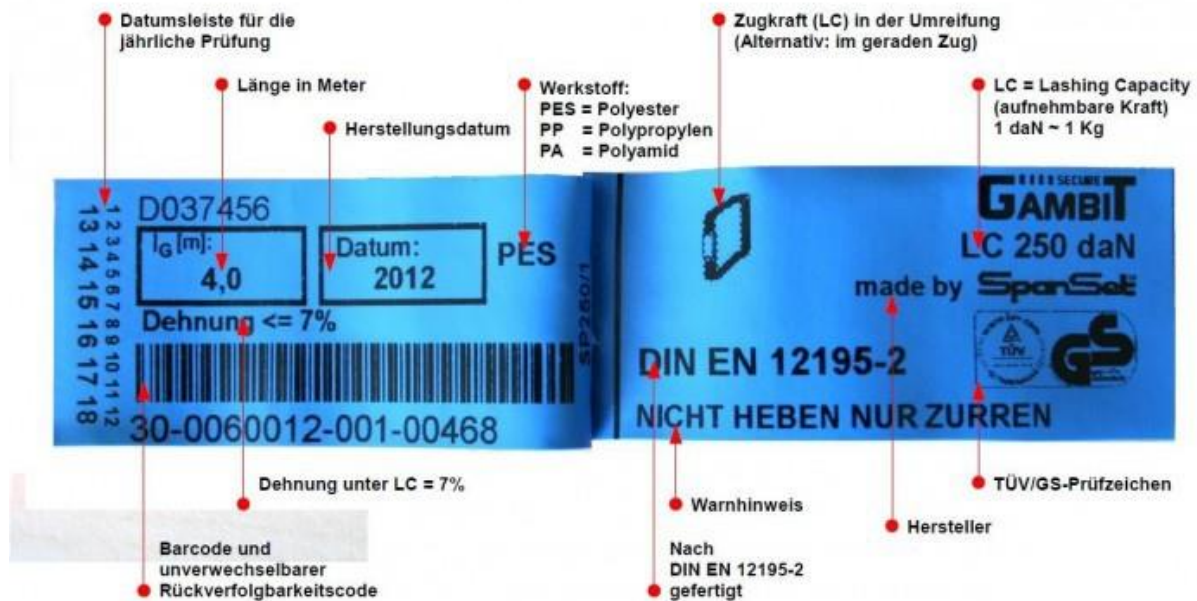 Datumsleiste für die
jährliche Prüfung
Länge in Meter
Herstellungsdatum
Werkstoff:
PES = Polyester
PP = Polypropylen
PA = Polyamid
Zugkraft (LC) in der Umreifung
(Alternativ: im geraden Zug)
LC = Lashing Capacity
(aufnehmbare Kraft)
1 daN ~ 1 Kg
13 14 15 16 17 18
1 2 3 4 5 6 7 8 9 10 11 12
D037456
lG [m]:
4,0
Datum:
2012
PES
Dehnung <= 7%
30-0060012-001-00468
SP260/1
SECURE
GAMBIT
LC 250 daN
made by SpanSet
TÜV
GS
DIN EN 12195-2
NICHT HEBEN NUR ZURREN
Dehnung unter LC = 7%
Barcode und
unverwechselbarer
Rückverfolgbarkeitscode
Warnhinweis
Nach
DIN EN 12195-2
gefertigt
Hersteller
TÜV/GS-Prüfzeichen